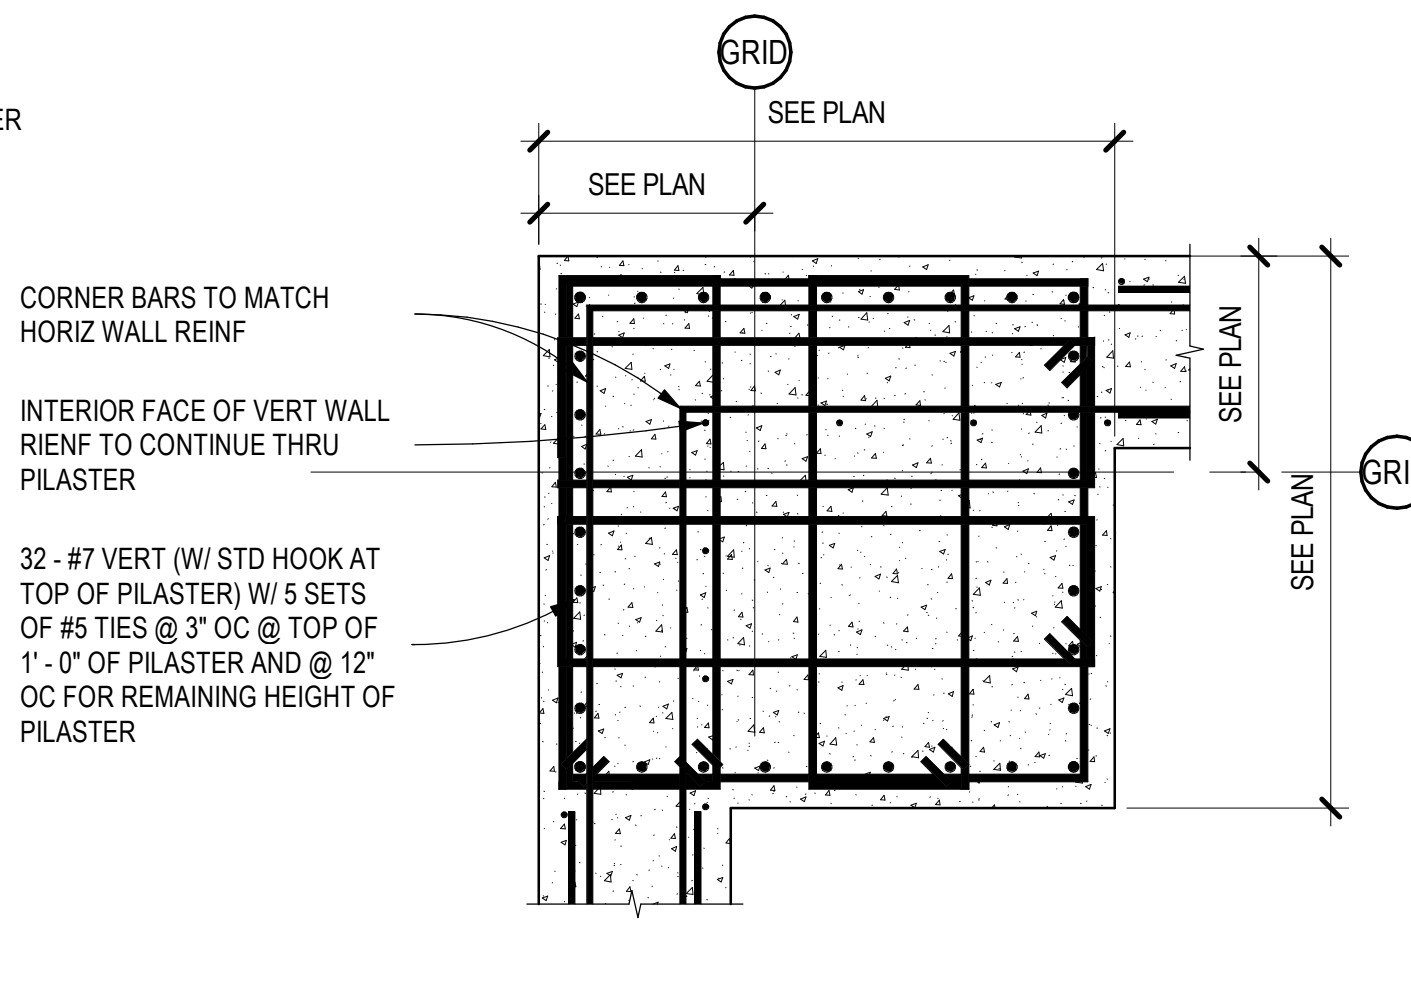 GRID
ER
SEE PLAN
SEE PLAN
CORNER BARS TO MATCH
HORIZ WALL REINF
INTERIOR FACE OF VERT WALL
RIENF TO CONTINUE THRU
PILASTER
32 - #7 VERT (W/ STD HOOK AT
TOP OF PILASTER) W/ 5 SETS
OF #5 TIES @ 3" OC @ TOP OF
1' - 0" OF PILASTER AND @ 12"
OC FOR REMAINING HEIGHT OF
PILASTER
SEE PLAN
SEE PLAN
GRI